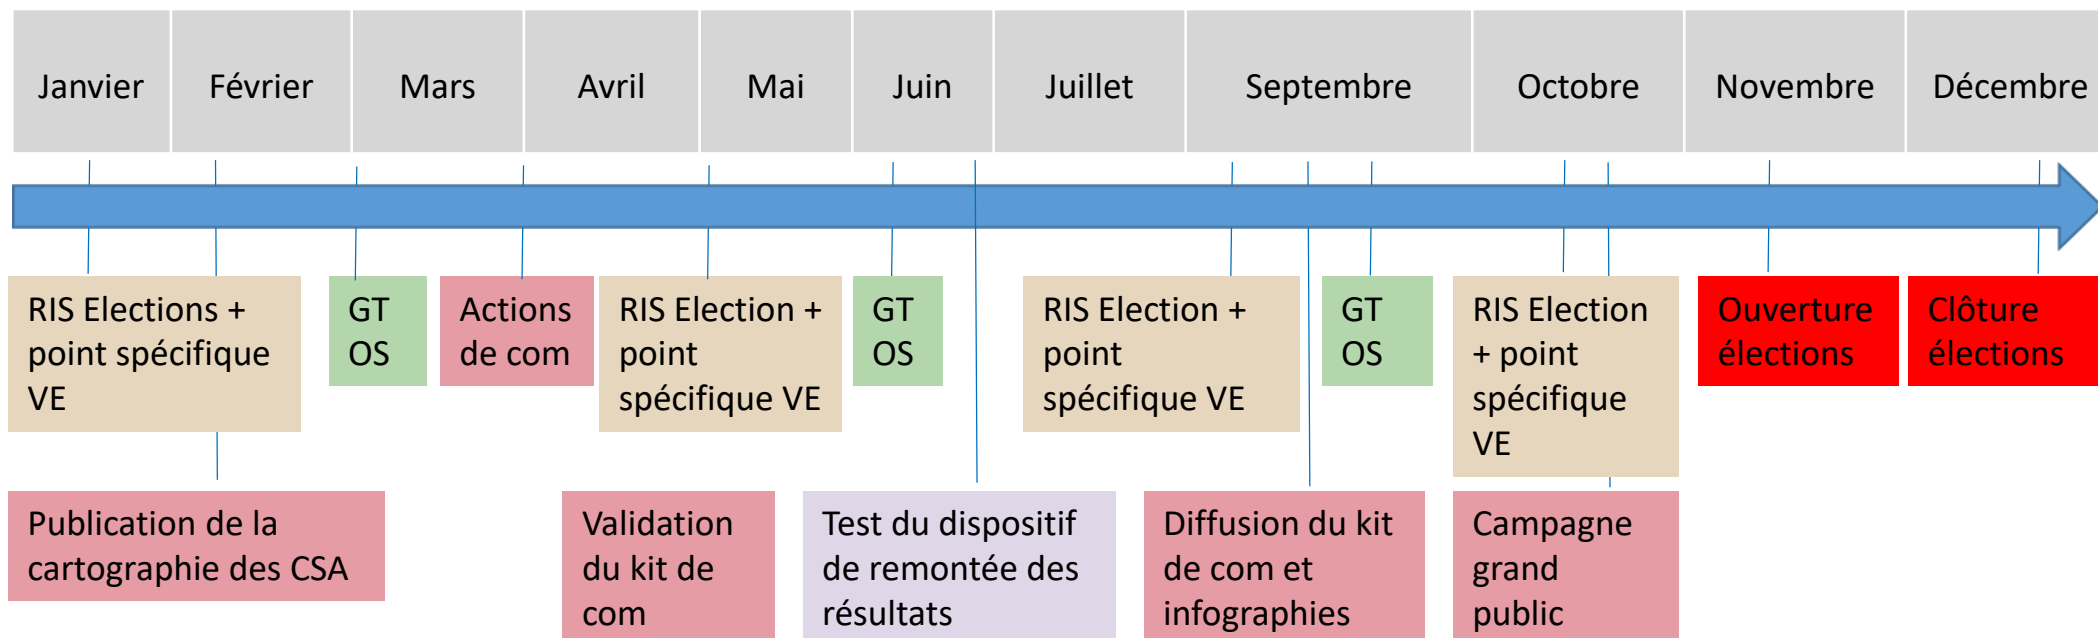 Janvier
Février
Mars
Avril
Mai
Juin
Juillet
Septembre
Octobre
Novembre
Décembre
RIS Elections +
point spécifique
VE
GT
OS
Actions
de com
RIS Election +
point
spécifique VE
GT
OS
RIS Election +
point
spécifique VE
GT
OS
RIS Election
+ point
spécifique
VE
Ouverture
élections
Clôture
élections
Publication de la
cartographie des CSA
Validation
du kit de
com
Test du dispositif
de remontée des
résultats
Diffusion du kit
de com et
infographies
Campagne
grand
public